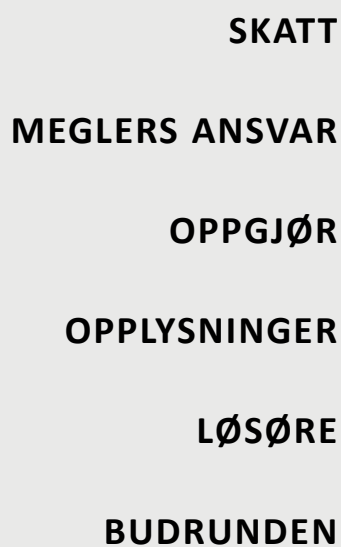 SKATT
MEGLERS ANSVAR
OPPGJØR
OPPLYSNINGER
LØSØRE
BUDRUNDEN